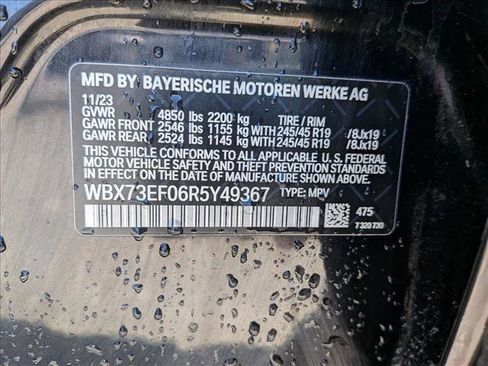 MFD BY BAYERISCHE MOTOREN WERKE AG
11/23
GVWR 4850 lbs 2200 kg TIRE / RIM
GAWR FRONT 2546 lbs 1155 kg WITH 245/45 R19 /8Jx19
GAWR REAR 2524 lbs 1145 kg WITH 245/45 R19 /8Jx19
THIS VEHICLE CONFORMS TO ALL APPLICABLE U. S. FEDERAL
MOTOR VEHICLE SAFETY AND THEFT PREVENTION STANDARDS
IN EFFECT ON THE DATE OF MANUFACTURE SHOWN ABOVE.
WBX73EF06R5Y49367 TYPE: MPV
475
7 320 730